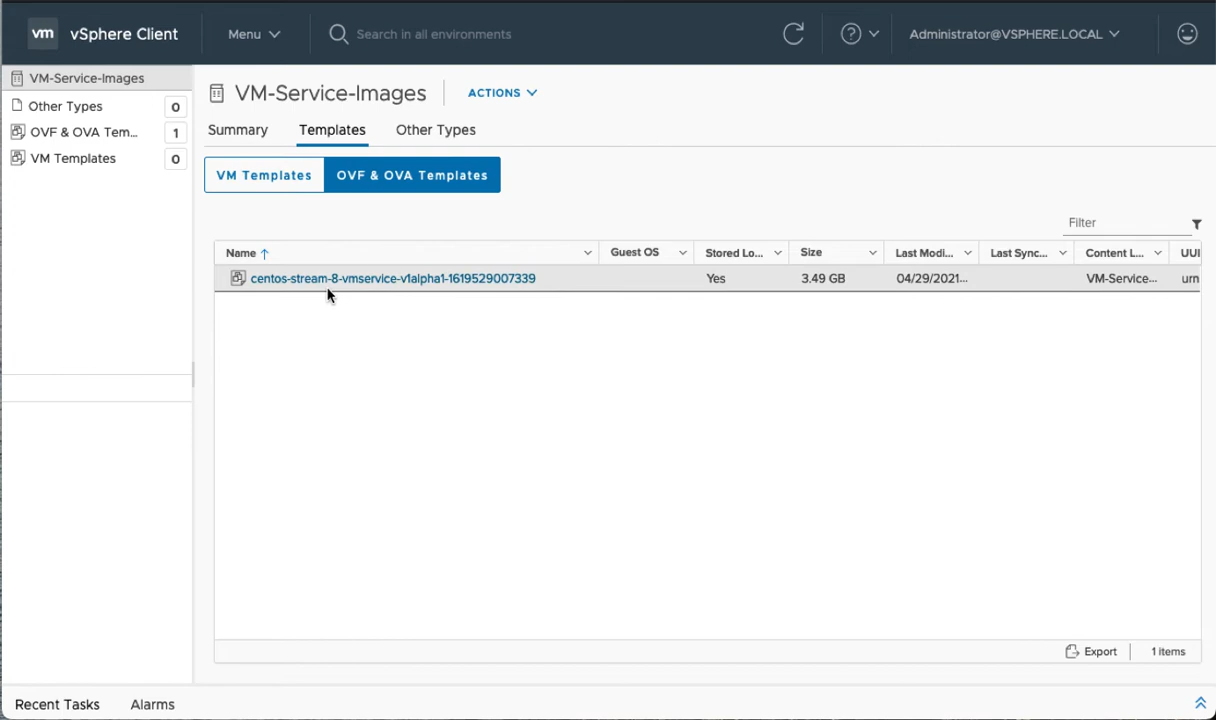 vm vSphere Client Menu Search in all environments Administrator@VSPHERE.LOCAL
VM-Service-Images
Other Types 0
OVF & OVA Tem... 1
VM Templates 0
VM-Service-Images ACTIONS
Summary Templates Other Types
VM Templates OVF & OVA Templates
Filter
Name Guest OS Stored Lo... Size Last Modi... Last Sync... Content L... UUI
centos-stream-8-vmservice-v1alpha1-1619529007339 Yes 3.49 GB 04/29/2021... VM-Service... urn
Export 1 items
Recent Tasks Alarms